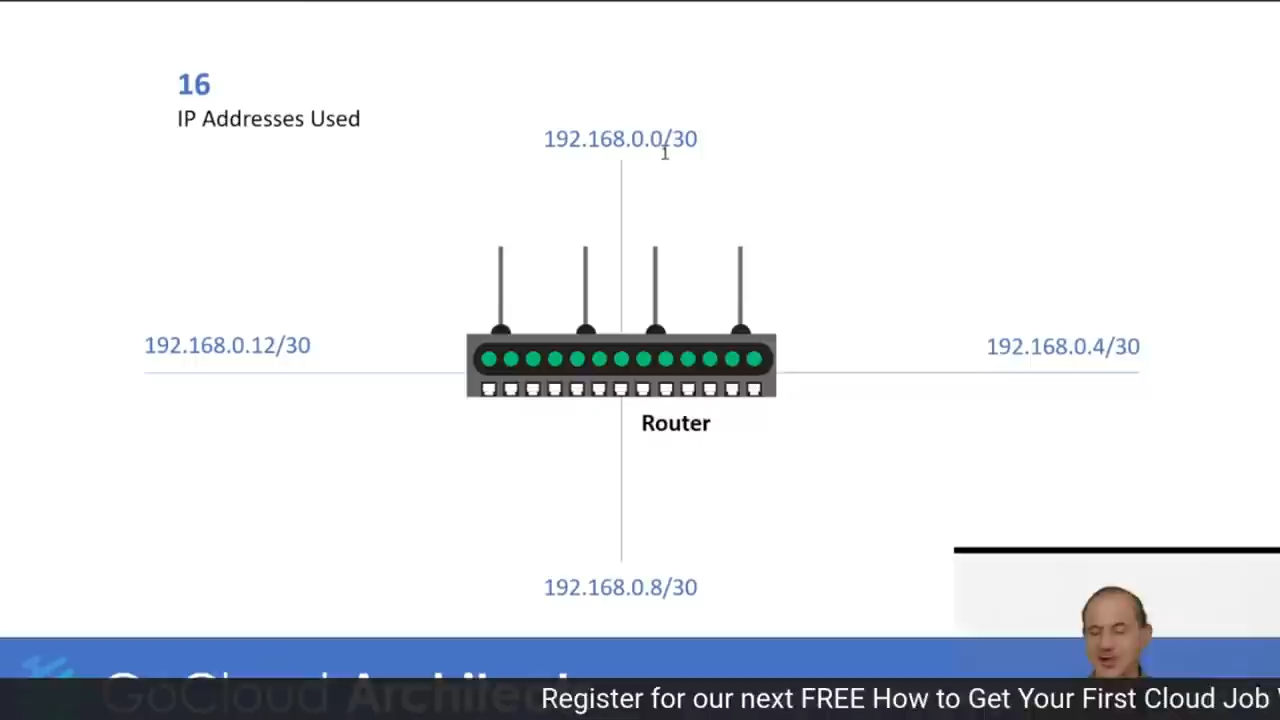 16
IP Addresses Used
192.168.0.0/30
192.168.0.12/30
192.168.0.4/30
Router
192.168.0.8/30
GoCloud
Register for our next FREE How to Get Your First Cloud Job